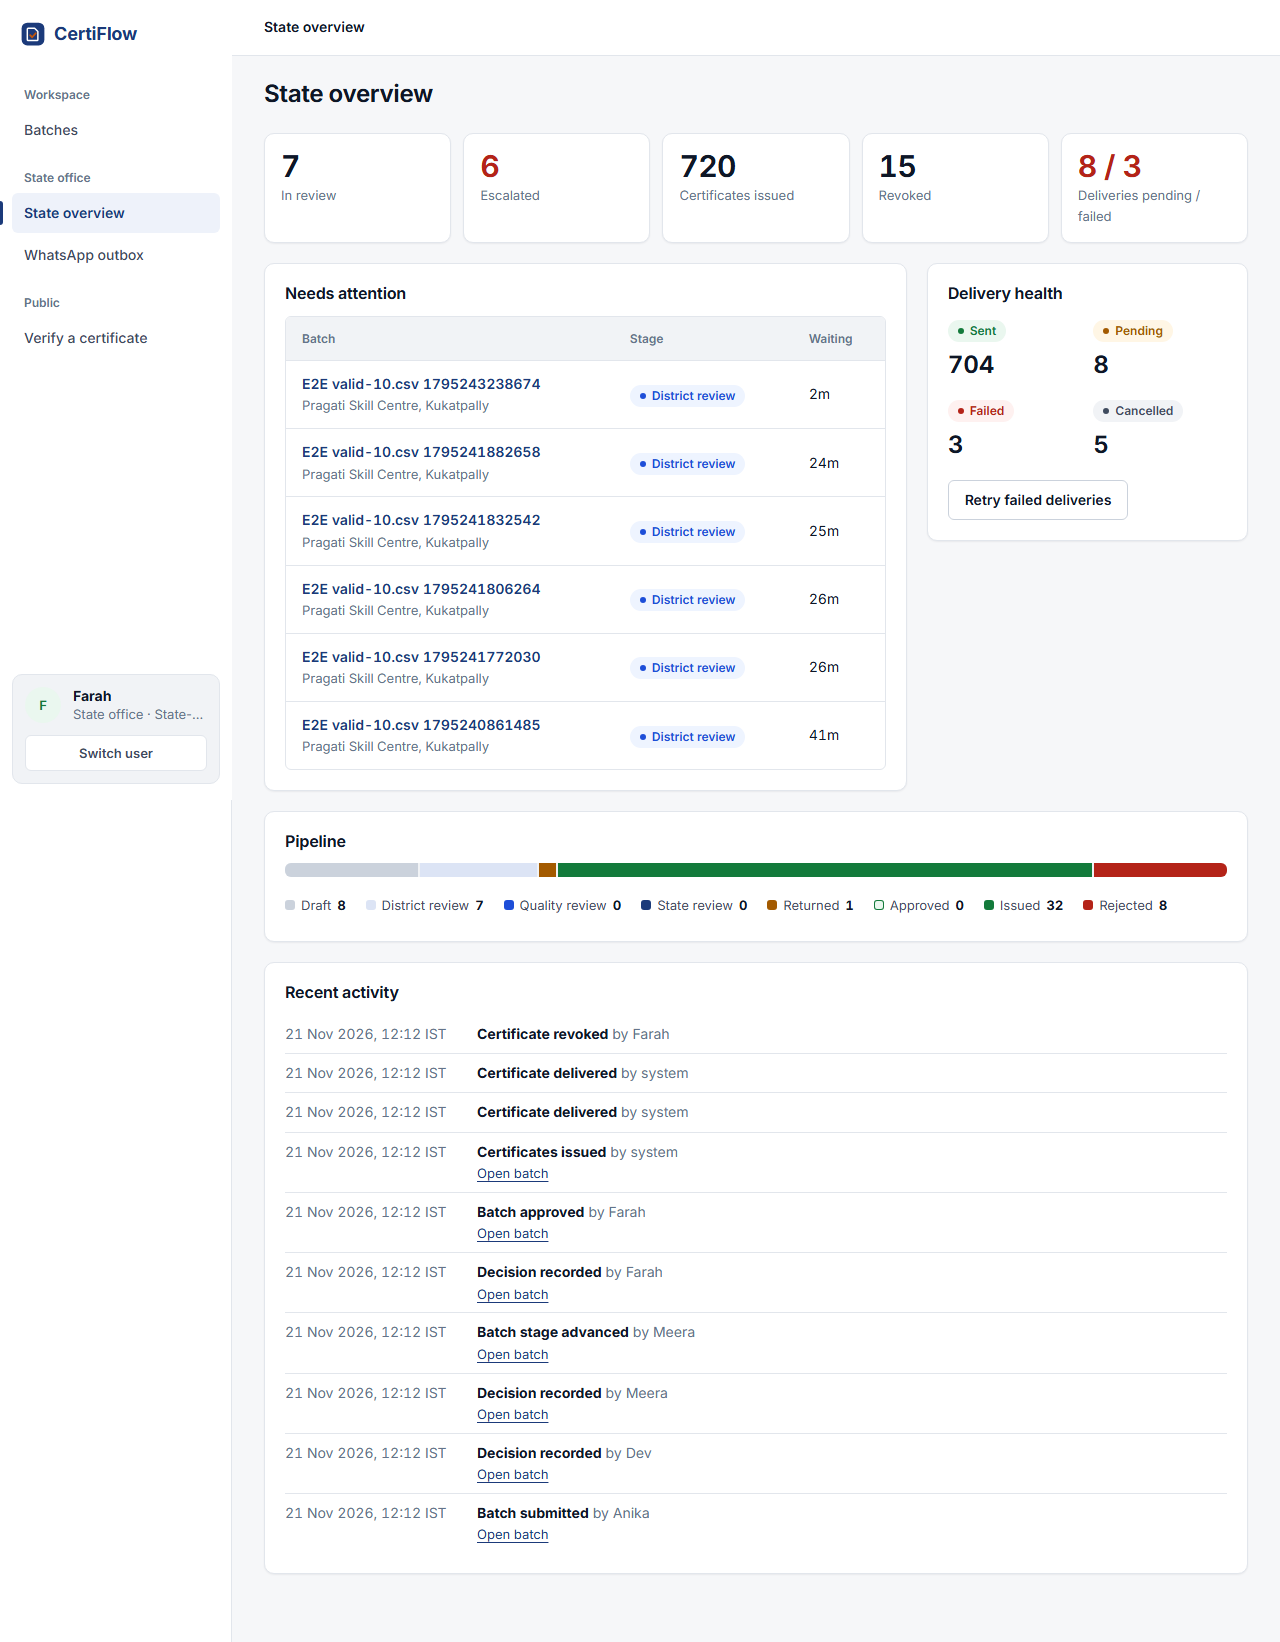 CertiFlow
Workspace
Batches
State office
State overview
WhatsApp outbox
Public
Verify a certificate
F
Farah
State office · State-...
Switch user
State overview
State overview
7
In review
6
Escalated
720
Certificates issued
15
Revoked
8 / 3
Deliveries pending /
failed
Needs attention
Batch Stage Waiting
E2E valid-10.csv 1795243238674
Pragati Skill Centre, Kukatpally
District review
2m
E2E valid-10.csv 1795241882658
Pragati Skill Centre, Kukatpally
District review
24m
E2E valid-10.csv 1795241832542
Pragati Skill Centre, Kukatpally
District review
25m
E2E valid-10.csv 1795241806264
Pragati Skill Centre, Kukatpally
District review
26m
E2E valid-10.csv 1795241772030
Pragati Skill Centre, Kukatpally
District review
26m
E2E valid-10.csv 1795240861485
Pragati Skill Centre, Kukatpally
District review
41m
Delivery health
Sent
704
Pending
8
Failed
3
Cancelled
5
Retry failed deliveries
Pipeline
Draft 8 District review 7 Quality review 0 State review 0 Returned 1 Approved 0 Issued 32 Rejected 8
Recent activity
21 Nov 2026, 12:12 IST Certificate revoked by Farah
21 Nov 2026, 12:12 IST Certificate delivered by system
21 Nov 2026, 12:12 IST Certificate delivered by system
21 Nov 2026, 12:12 IST Certificates issued by system
Open batch
21 Nov 2026, 12:12 IST Batch approved by Farah
Open batch
21 Nov 2026, 12:12 IST Decision recorded by Farah
Open batch
21 Nov 2026, 12:12 IST Batch stage advanced by Meera
Open batch
21 Nov 2026, 12:12 IST Decision recorded by Meera
Open batch
21 Nov 2026, 12:12 IST Decision recorded by Dev
Open batch
21 Nov 2026, 12:12 IST Batch submitted by Anika
Open batch